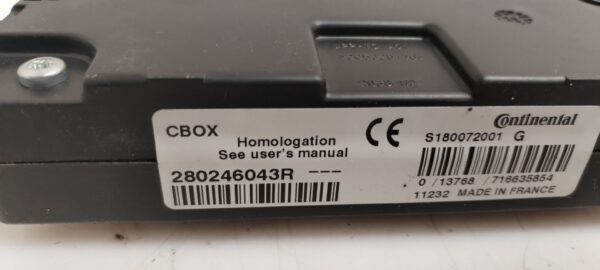 CBOX
Homologation
See user's manual
280246043R ---
CE
Continental
S180072001 G
0 /13768 /716635854
11232 MADE IN FRANCE